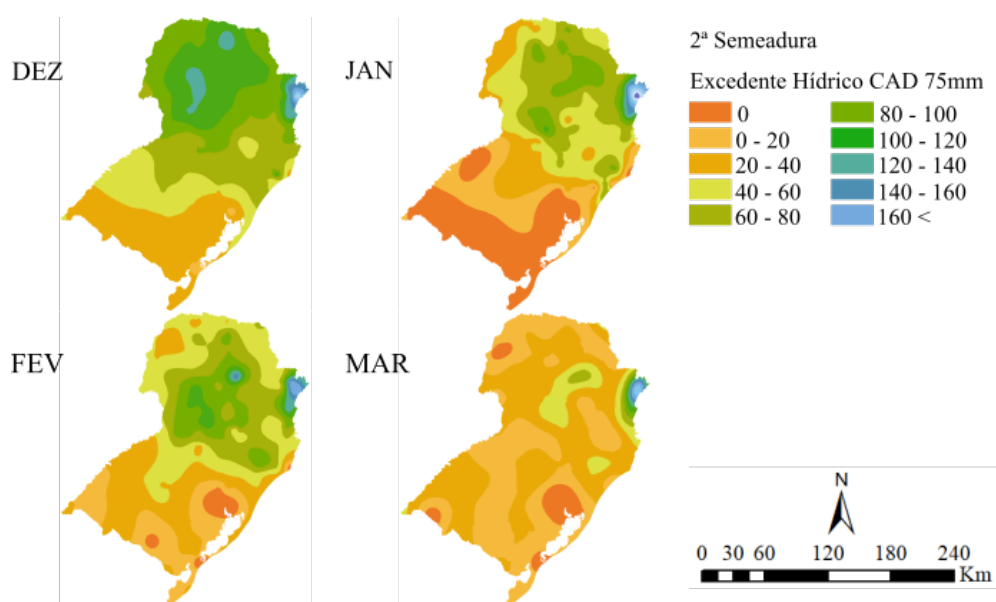 DEZ
JAN
FEV
MAR
2ª Semeadura
Excedente Hídrico CAD 75mm
0
0 - 20
20 - 40
40 - 60
60 - 80
80 - 100
100 - 120
120 - 140
140 - 160
160 <
N
0 30 60 120 180 240
Km